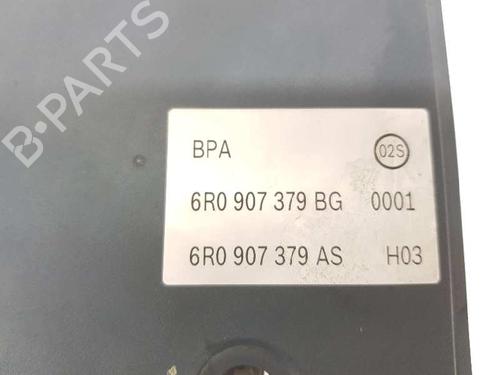 B-PARTS
BPA 02S
6R0 907 379 BG 0001
6R0 907 379 AS H03